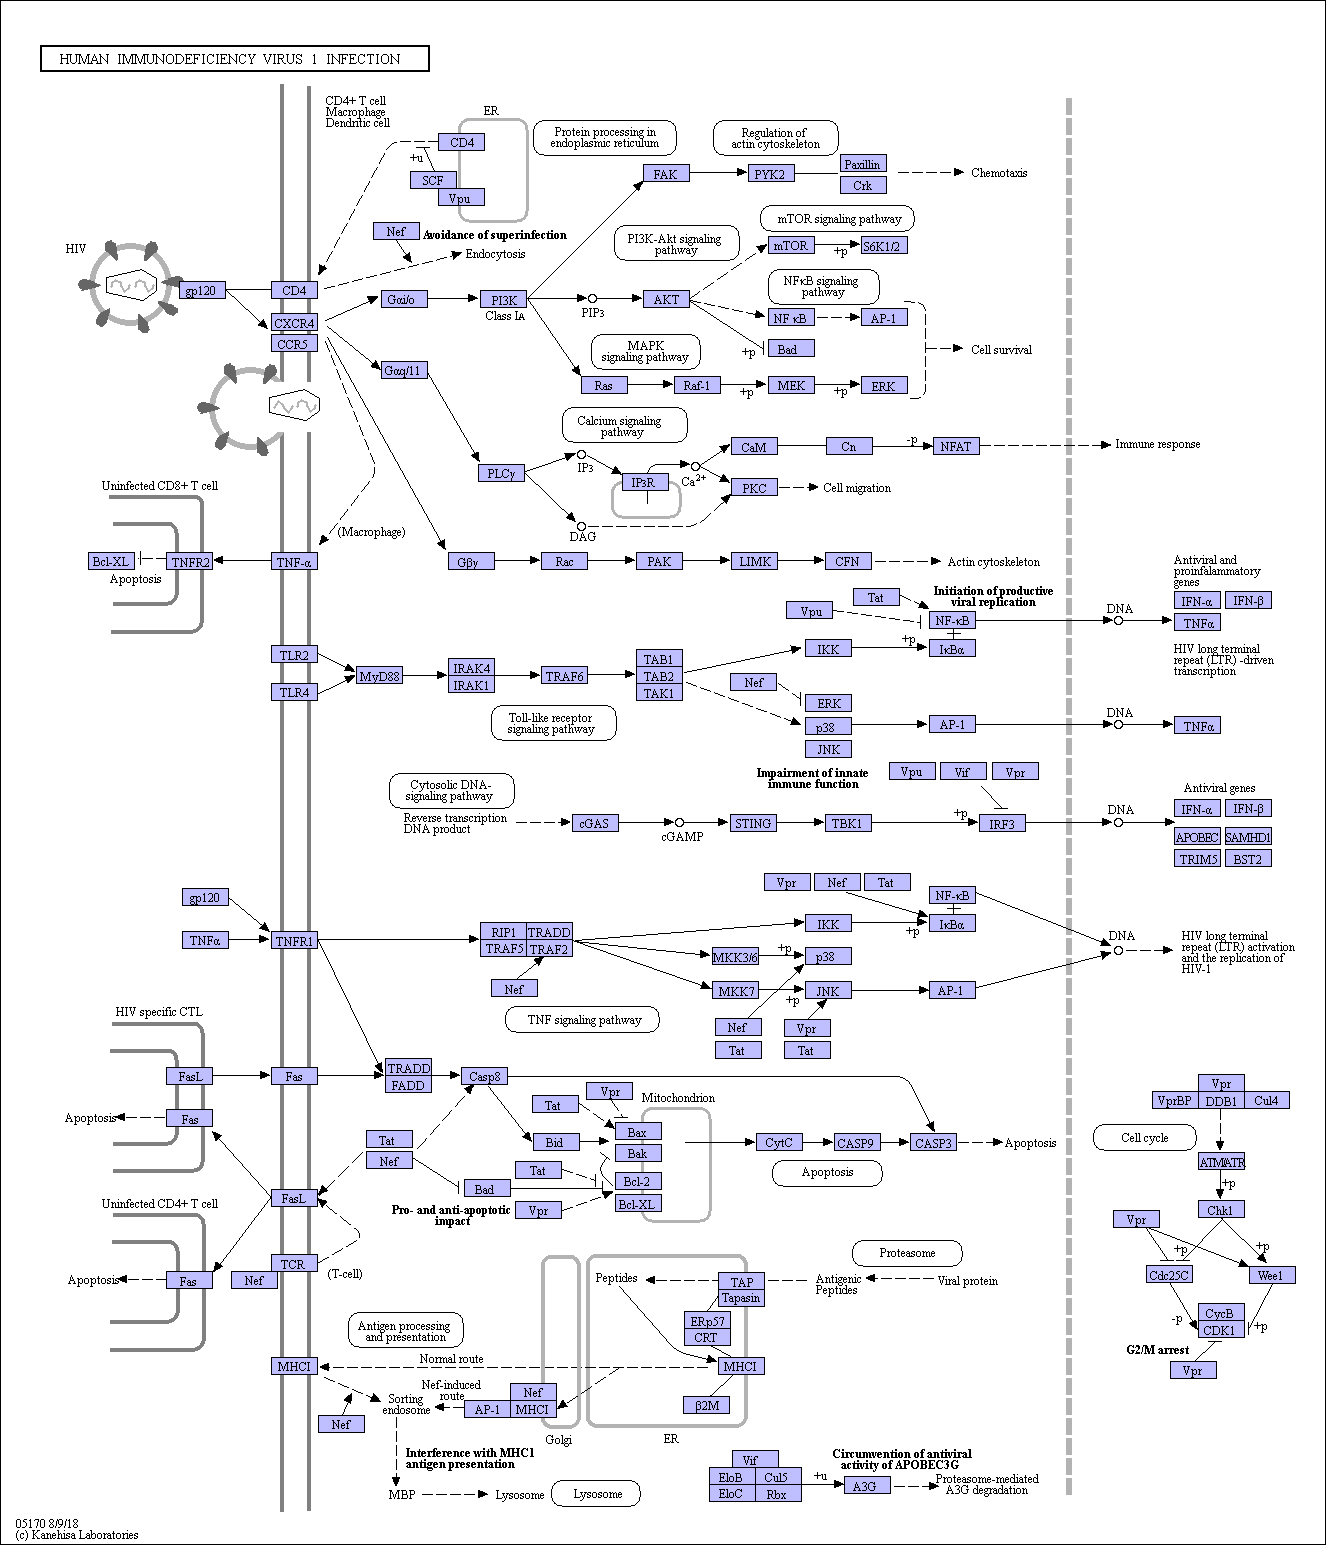 HUMAN IMMUNODEFICIENCY VIRUS 1 INFECTION
CD4+ T cell
Macrophage
Dendritic cell
ER
CD4
+u
SCF
Vpu
Protein processing in
endoplasmic reticulum
Regulation of
actin cytoskeleton
FAK
PYK2
Paxillin
Crk
Chemotaxis
Nef
Avoidance of superinfection
Endocytosis
PI3K-Akt signaling
pathway
mTOR signaling pathway
mTOR
+p
S6K1/2
HIV
gp120
CD4
CXCR4
CCR5
Gαi/o
PI3K
Class IA
PIP3
AKT
NFκB signaling
pathway
NFκB
AP-1
+p
Bad
Cell survival
MAPK
signaling pathway
Gαq/11
Ras
Raf-1
+p
MEK
+p
ERK
Calcium signaling
pathway
PLCγ
IP3
IP3R
Ca2+
DAG
CaM
Cn
-p
NFAT
Immune response
PKC
Cell migration
Uninfected CD8+ T cell
(Macrophage)
Bcl-XL
Apoptosis
TNFR2
TNF-α
Gβγ
Rac
PAK
LIMK
CFN
Actin cytoskeleton
Antiviral and
proinfalammatory
genes
IFN-α
IFN-β
TNFα
HIV long terminal
repeat (LTR) -driven
transcription
Initiation of productive
viral replication
Vpu
Tat
NF-κB
DNA
TLR2
TLR4
MyD88
IRAK4
IRAK1
TRAF6
TAB1
TAB2
TAK1
IKK
+p
IκBα
Nef
ERK
p38
JNK
AP-1
DNA
TNFα
Toll-like receptor
signaling pathway
Impairment of innate
immune function
Vpu
Vif
Vpr
Cytosolic DNA-
signaling pathway
Reverse transcription
DNA product
cGAS
cGAMP
STING
TBK1
+p
IRF3
DNA
Antiviral genes
IFN-α
IFN-β
APOBEC
SAMHD1
TRIM5
BST2
gp120
TNFα
TNFR1
RIP1
TRADD
TRAF5
TRAF2
Nef
TNF signaling pathway
Vpr
Nef
Tat
IKK
+p
NF-κB
IκBα
MKK3/6
+p
p38
MKK7
+p
JNK
AP-1
Nef
Tat
Vpr
Tat
DNA
HIV long terminal
repeat (LTR) activation
and the replication of
HIV-1
HIV specific CTL
FasL
Fas
Apoptosis
Fas
TRADD
FADD
Casp8
Tat
Vpr
Mitochondrion
Bax
Bak
Bcl-2
Bcl-XL
Bid
Tat
Nef
Tat
Bad
Vpr
Pro- and anti-apoptotic
impact
CytC
CASP9
CASP3
Apoptosis
Apoptosis
Vpr
VprBP
DDB1
Cul4
Cell cycle
ATM/ATR
+p
Chk1
Vpr
+p
+p
Cdc25C
Wee1
-p
CycB
CDK1
+p
G2/M arrest
Vpr
Uninfected CD4+ T cell
FasL
Apoptosis
Fas
Nef
TCR
(T-cell)
Proteasome
Peptides
TAP
Tapasin
Antigenic
Peptides
Viral protein
ERp57
CRT
MHCI
β2M
Antigen processing
and presentation
MHCI
Normal route
Nef
Sorting
endosome
Nef-induced
route
AP-1
Nef
MHCI
Golgi
ER
Interference with MHC1
antigen presentation
MBP
Lysosome
Lysosome
Vif
EloB
Cul5
EloC
Rbx
+u
Circumvention of antiviral
activity of APOBEC3G
A3G
Proteasome-mediated
A3G degradation
05170 8/9/18
(c) Kanehisa Laboratories